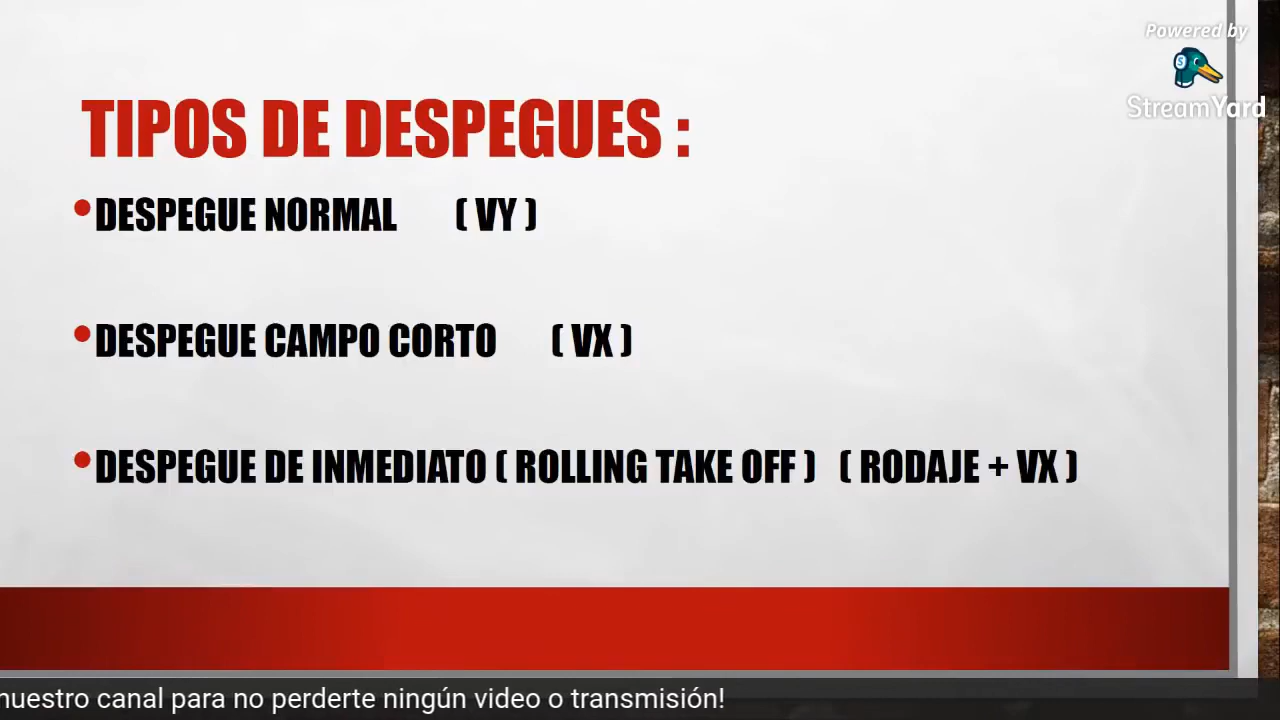 Powered by
StreamYard
TIPOS DE DESPEGUES :
•DESPEGUE NORMAL ( VY )
•DESPEGUE CAMPO CORTO ( VX )
•DESPEGUE DE INMEDIATO ( ROLLING TAKE OFF ) ( RODAJE + VX )
nuestro canal para no perderte ningún video o transmisión!